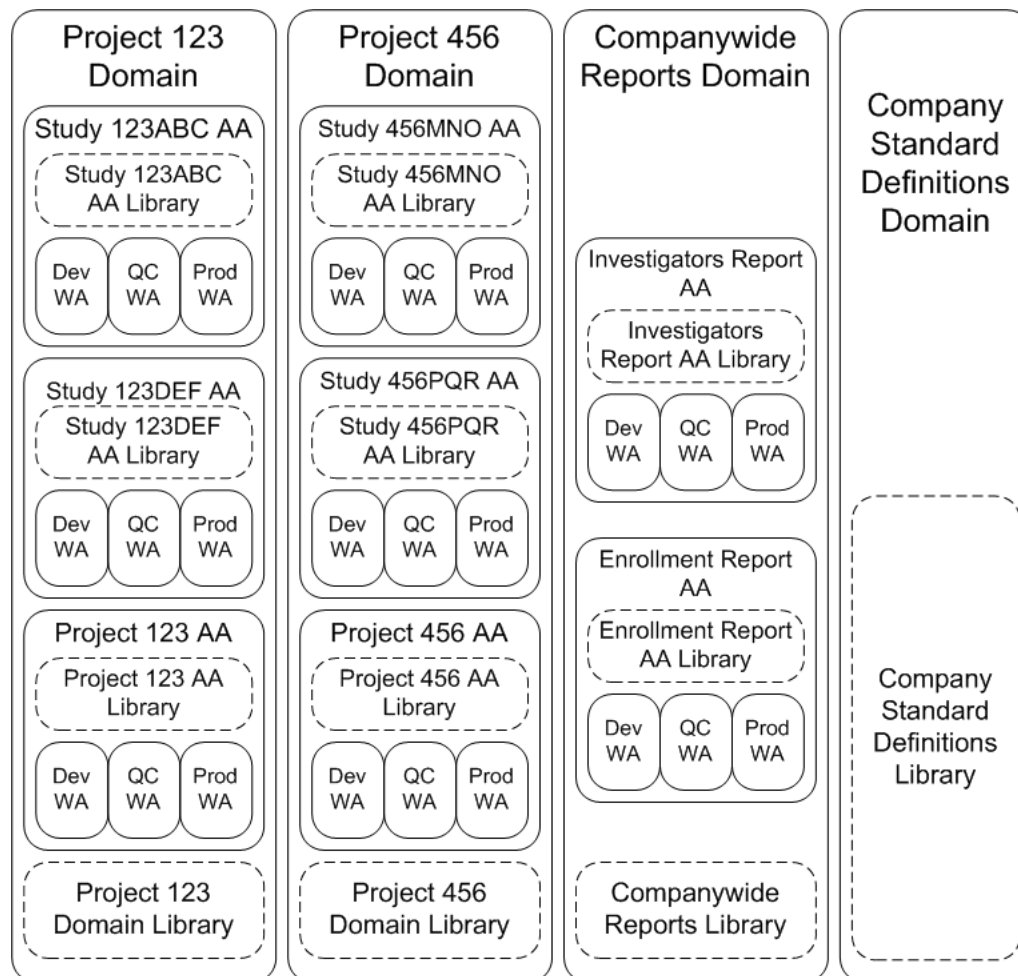 Project 123
Domain
Study 123ABC AA
Study 123ABC
AA Library
Dev
WA
QC
WA
Prod
WA
Study 123DEF AA
Study 123DEF
AA Library
Dev
WA
QC
WA
Prod
WA
Project 123 AA
Project 123 AA
Library
Dev
WA
QC
WA
Prod
WA
Project 123
Domain Library
Project 456
Domain
Study 456MNO AA
Study 456MNO
AA Library
Dev
WA
QC
WA
Prod
WA
Study 456PQR AA
Study 456PQR
AA Library
Dev
WA
QC
WA
Prod
WA
Project 456 AA
Project 456 AA
Library
Dev
WA
QC
WA
Prod
WA
Project 456
Domain Library
Companywide
Reports Domain
Investigators Report
AA
Investigators
Report AA Library
Dev
WA
QC
WA
Prod
WA
Enrollment Report
AA
Enrollment Report
AA Library
Dev
WA
QC
WA
Prod
WA
Companywide
Reports Library
Company
Standard
Definitions
Domain
Company
Standard
Definitions
Library